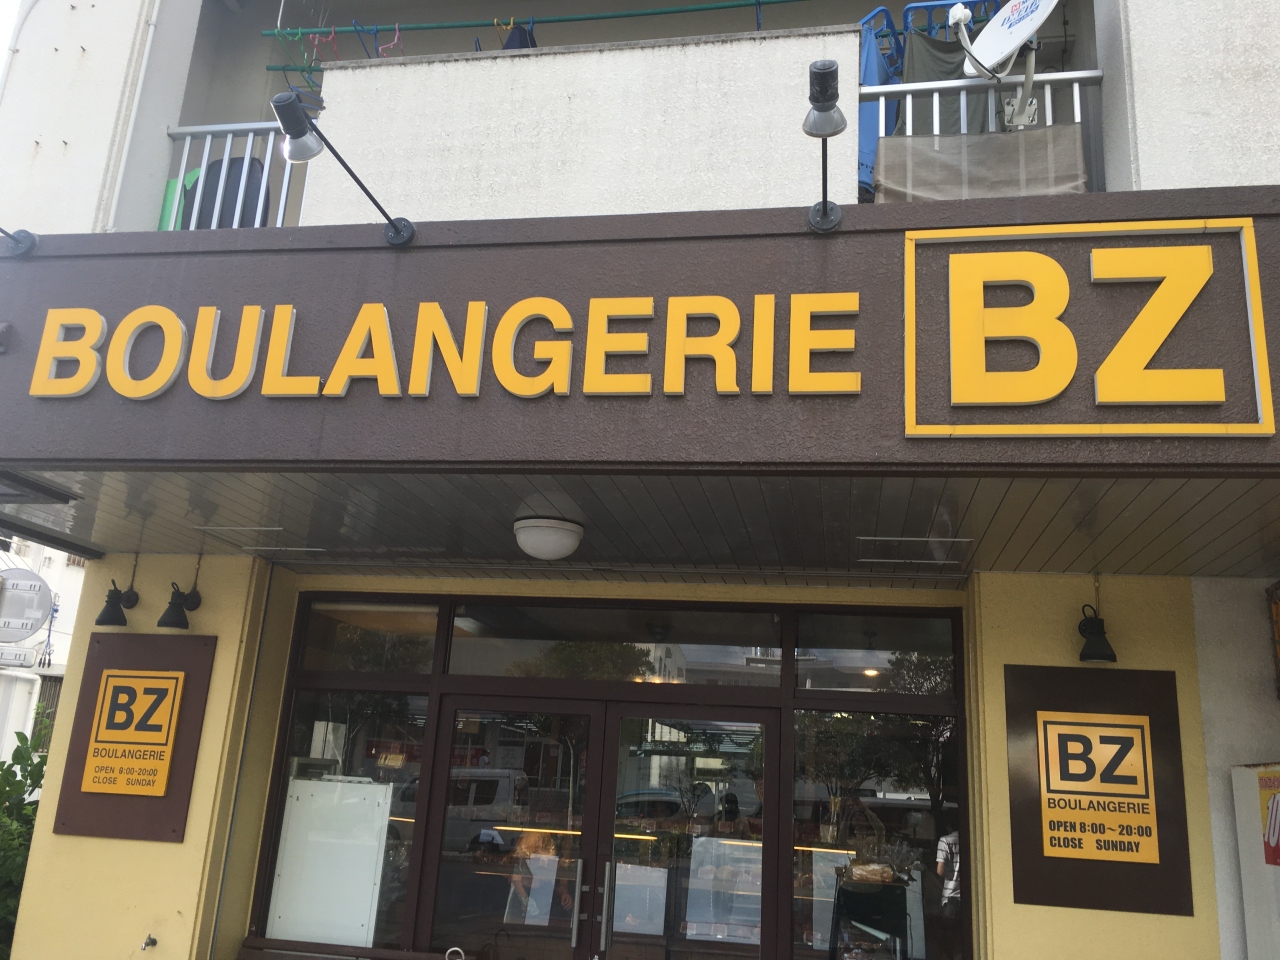 BOULANGERIE BZ
BZ
BOULANGERIE
OPEN 8:00-20:00
CLOSE SUNDAY
BZ
BOULANGERIE
OPEN 8:00~20:00
CLOSE SUNDAY